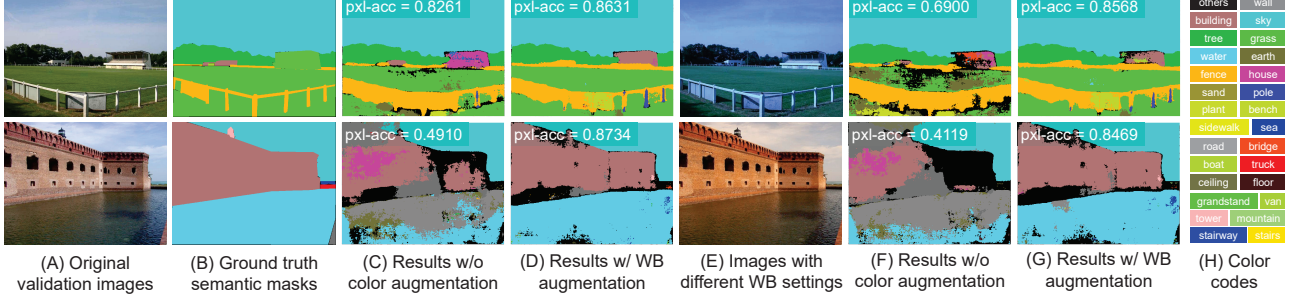 pxl-acc = 0.8261
pxl-acc = 0.8631
pxl-acc = 0.6900
pxl-acc = 0.8568
pxl-acc = 0.4910
pxl-acc = 0.8734
pxl-acc = 0.4119
pxl-acc = 0.8469
others wall
building sky
tree grass
water earth
fence house
sand pole
plant bench
sidewalk sea
road bridge
boat truck
ceiling floor
grandstand van
tower mountain
stairway stairs
(A) Original
validation images
(B) Ground truth
semantic masks
(C) Results w/o
color augmentation
(D) Results w/ WB
augmentation
(E) Images with
different WB settings
(F) Results w/o
color augmentation
(G) Results w/ WB
augmentation
(H) Color
codes